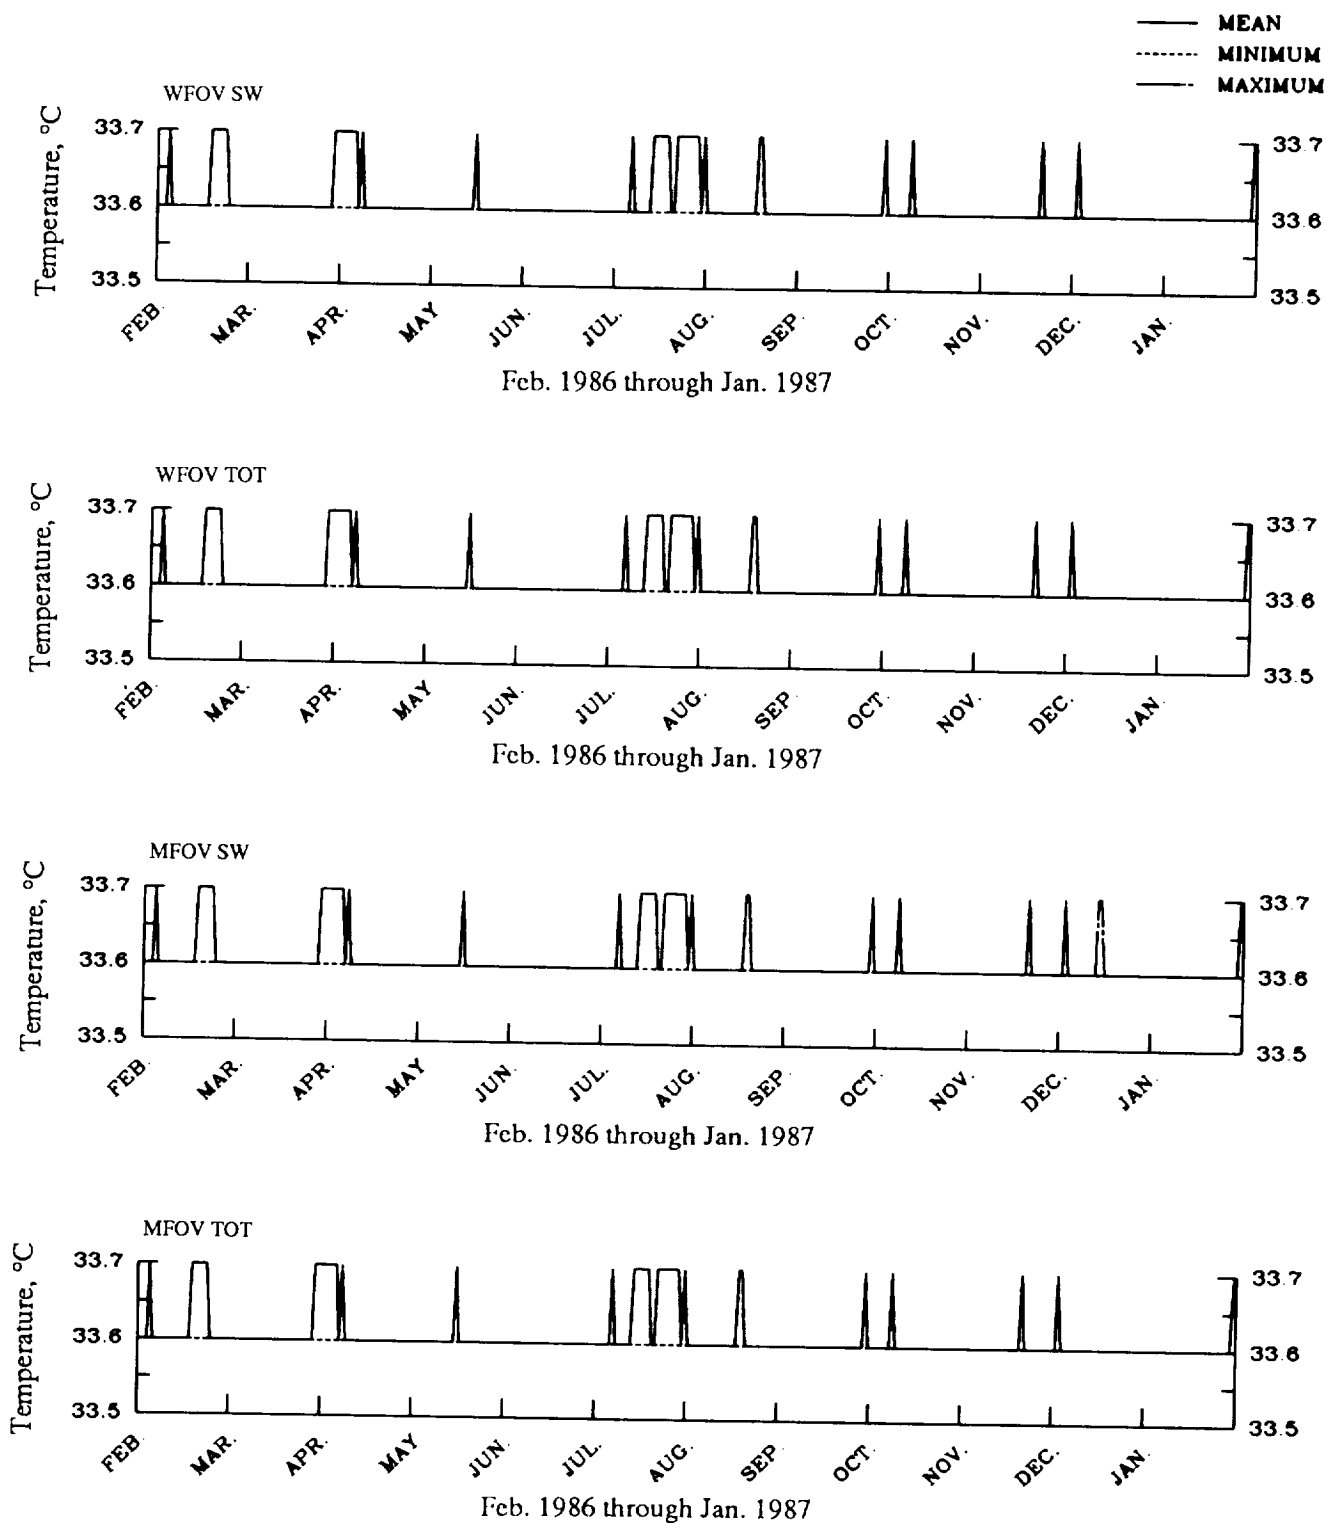 MEAN
MINIMUM
MAXIMUM
WFOV SW
Temperature, °C
33.7
33.6
33.5
33.7
33.6
33.5
FEB. MAR. APR. MAY JUN. JUL. AUG. SEP. OCT. NOV. DEC. JAN.
Feb. 1986 through Jan. 1987
WFOV TOT
Temperature, °C
33.7
33.6
33.5
33.7
33.6
33.5
FEB. MAR. APR. MAY JUN. JUL. AUG. SEP. OCT. NOV. DEC. JAN.
Feb. 1986 through Jan. 1987
MFOV SW
Temperature, °C
33.7
33.6
33.5
33.7
33.6
33.5
FEB. MAR. APR. MAY JUN. JUL. AUG. SEP. OCT. NOV. DEC. JAN.
Feb. 1986 through Jan. 1987
MFOV TOT
Temperature, °C
33.7
33.6
33.5
33.7
33.6
33.5
FEB. MAR. APR. MAY JUN. JUL. AUG. SEP. OCT. NOV. DEC. JAN.
Feb. 1986 through Jan. 1987